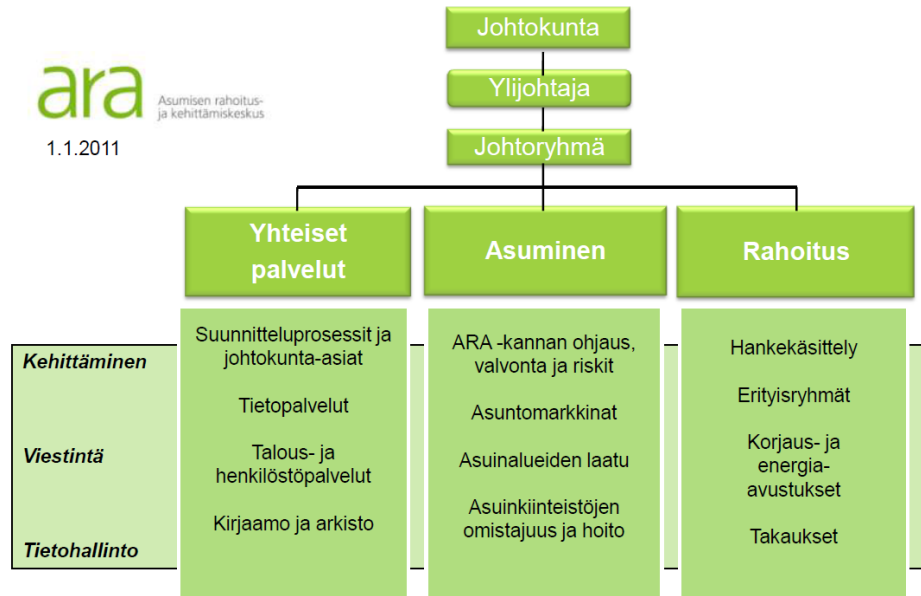 Johtokunta
ara
Asumisen rahoitus-
ja kehittämiskeskus
Ylijohtaja
1.1.2011
Johtoryhmä
Yhteiset
palvelut
Asuminen
Rahoitus
Kehittäminen
Viestintä
Tietohallinto
Suunnitteluprosessit ja
johtokunta-asiat
Tietopalvelut
Talous- ja
henkilöstöpalvelut
Kirjaamo ja arkisto
ARA -kannan ohjaus,
valvonta ja riskit
Asuntomarkkinat
Asuinalueiden laatu
Asuinkiinteistöjen
omistajuus ja hoito
Hankekäsittely
Erityisryhmät
Korjaus- ja
energia-
avustukset
Takaukset